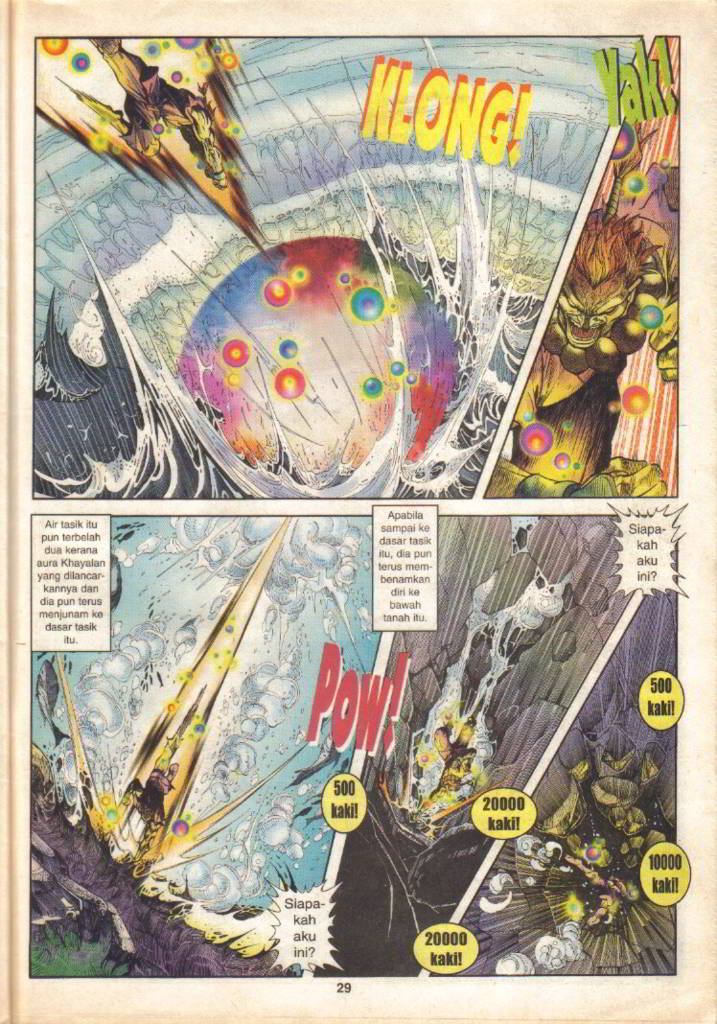 KLONG!
Yak!
Air tasik itu
pun terbelah
dua kerana
aura Khayalan
yang dilancar-
kannya dan
dia pun terus
menjunam ke
dasar tasik
itu.
Apabila
sampai ke
dasar tasik
itu, dia pun
terus mem-
benamkan
diri ke
bawah
tanah itu.
Siapa-
kah
aku
ini?
POW!
500
kaki!
20000
kaki!
500
kaki!
10000
kaki!
Siapa-
kah
aku
ini?
20000
kaki!
29